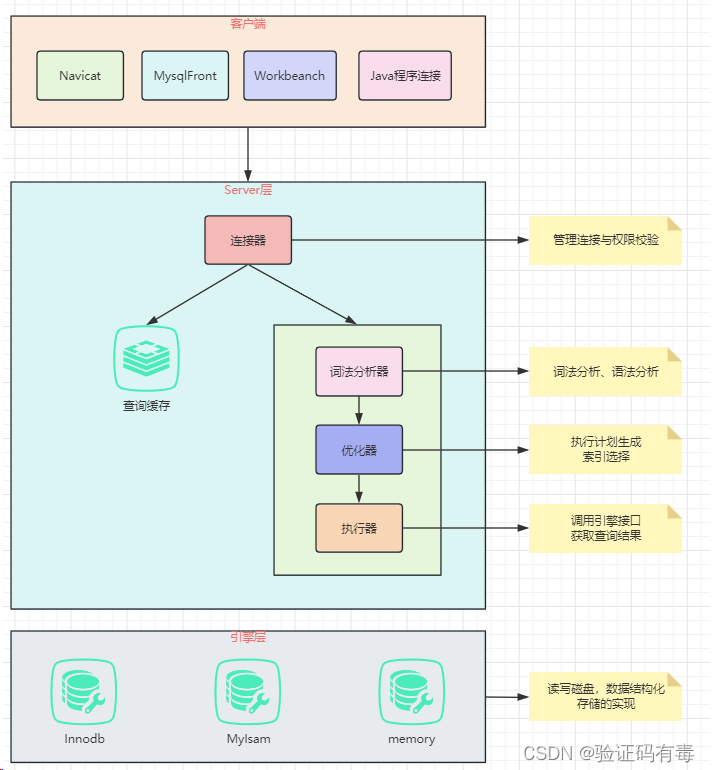 客户端
Navicat
MysqlFront
Workbeanch
Java程序连接
Server层
连接器
管理连接与权限校验
查询缓存
词法分析器
词法分析、语法分析
优化器
执行计划生成
索引选择
执行器
调用引擎接口
获取查询结果
引擎层
Innodb
MyIsam
memory
读写磁盘，数据结构化
存储的实现
CSDN @验证码有毒